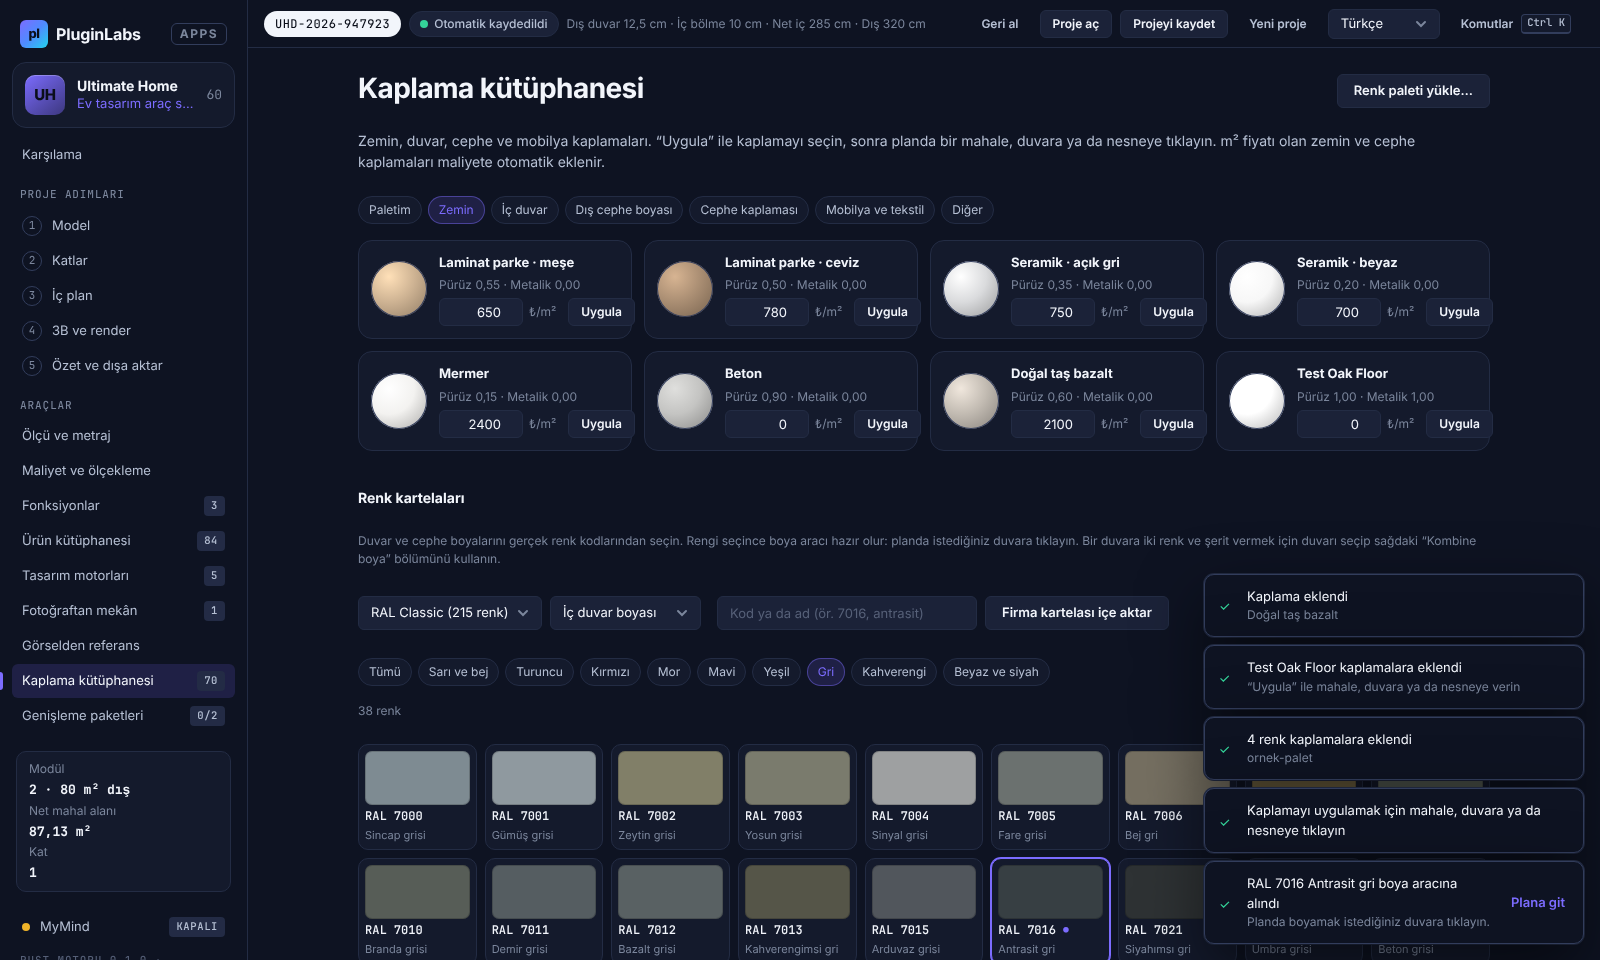 pl PluginLabs APPS
UH Ultimate Home
Ev tasarım araç s... 60
Karşılama
PROJE ADIMLARI
1 Model
2 Katlar
3 İç plan
4 3B ve render
5 Özet ve dışa aktar
ARAÇLAR
Ölçü ve metraj
Maliyet ve ölçekleme
Fonksiyonlar 3
Ürün kütüphanesi 84
Tasarım motorları 5
Fotoğraftan mekân 1
Görselden referans
Kaplama kütüphanesi 70
Genişleme paketleri 0/2
Modül
2 · 80 m² dış
Net mahal alanı
87,13 m²
Kat
1
MyMind KAPALI
UHD-2026-947923 Otomatik kaydedildi Dış duvar 12,5 cm · İç bölme 10 cm · Net iç 285 cm · Dış 320 cm Geri al Proje aç Projeyi kaydet Yeni proje Türkçe Komutlar Ctrl K
Kaplama kütüphanesi
Renk paleti yükle...
Zemin, duvar, cephe ve mobilya kaplamaları. “Uygula” ile kaplamayı seçin, sonra planda bir mahale, duvara ya da nesneye tıklayın. m² fiyatı olan zemin ve cephe
kaplamaları maliyete otomatik eklenir.
Paletim Zemin İç duvar Dış cephe boyası Cephe kaplaması Mobilya ve tekstil Diğer
Laminat parke · meşe
Pürüz 0,55 · Metalik 0,00
650 ₺/m² Uygula
Laminat parke · ceviz
Pürüz 0,50 · Metalik 0,00
780 ₺/m² Uygula
Seramik · açık gri
Pürüz 0,35 · Metalik 0,00
750 ₺/m² Uygula
Seramik · beyaz
Pürüz 0,20 · Metalik 0,00
700 ₺/m² Uygula
Mermer
Pürüz 0,15 · Metalik 0,00
2400 ₺/m² Uygula
Beton
Pürüz 0,90 · Metalik 0,00
0 ₺/m² Uygula
Doğal taş bazalt
Pürüz 0,60 · Metalik 0,00
2100 ₺/m² Uygula
Test Oak Floor
Pürüz 1,00 · Metalik 1,00
0 ₺/m² Uygula
Renk kartelaları
Duvar ve cephe boyalarını gerçek renk kodlarından seçin. Rengi seçince boya aracı hazır olur: planda istediğiniz duvara tıklayın. Bir duvara iki renk ve şerit vermek için duvarı seçip sağdaki “Kombine
boya” bölümünü kullanın.
RAL Classic (215 renk) İç duvar boyası Kod ya da ad (ör. 7016, antrasit) Firma kartelası içe aktar
Tümü Sarı ve bej Turuncu Kırmızı Mor Mavi Yeşil Gri Kahverengi Beyaz ve siyah
38 renk
RAL 7000
Sincap grisi
RAL 7001
Gümüş grisi
RAL 7002
Zeytin grisi
RAL 7003
Yosun grisi
RAL 7004
Sinyal grisi
RAL 7005
Fare grisi
RAL 7006
Bej gri
RAL 7010
Branda grisi
RAL 7011
Demir grisi
RAL 7012
Bazalt grisi
RAL 7013
Kahverengimsi gri
RAL 7015
Arduvaz grisi
RAL 7016
Antrasit gri
RAL 7021
Siyahımsı gri
Umbra grisi
Beton grisi
Kaplama eklendi
Doğal taş bazalt
Test Oak Floor kaplamalara eklendi
“Uygula” ile mahale, duvara ya da nesneye verin
4 renk kaplamalara eklendi
ornek-palet
Kaplamayı uygulamak için mahale, duvara ya da
nesneye tıklayın
RAL 7016 Antrasit gri boya aracına
alındı
Planda boyamak istediğiniz duvara tıklayın.
Plana git